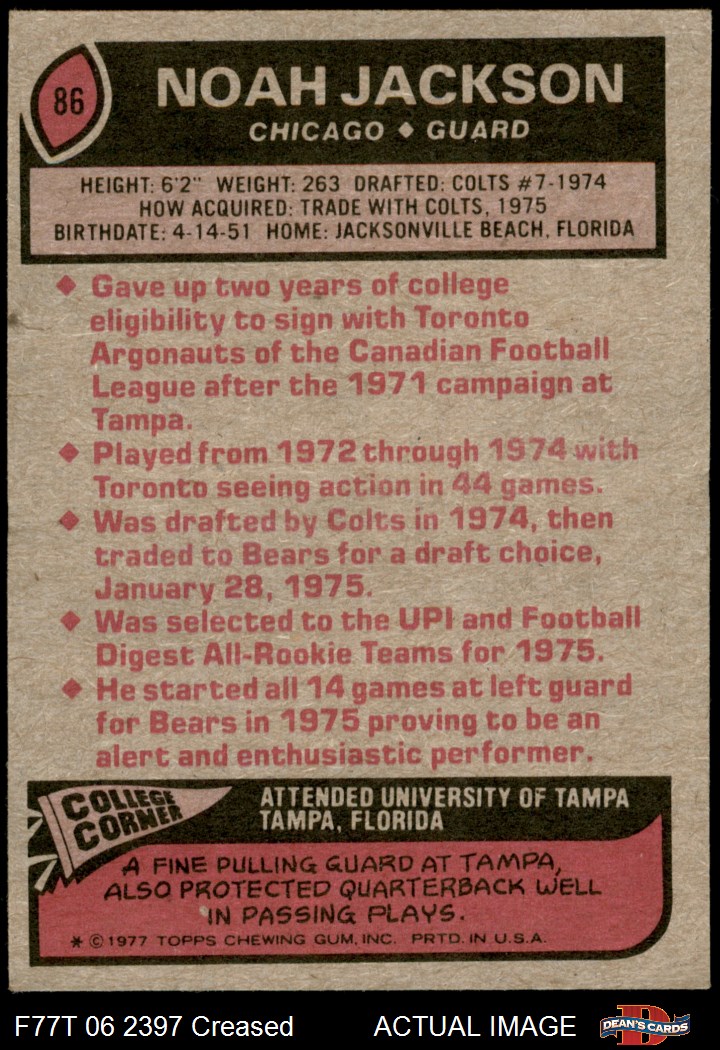 86
NOAH JACKSON
CHICAGO ♦ GUARD
HEIGHT: 6'2" WEIGHT: 263 DRAFTED: COLTS #7-1974
HOW ACQUIRED: TRADE WITH COLTS, 1975
BIRTHDATE: 4-14-51 HOME: JACKSONVILLE BEACH, FLORIDA
♦ Gave up two years of college
eligibility to sign with Toronto
Argonauts of the Canadian Football
League after the 1971 campaign at
Tampa.
♦ Played from 1972 through 1974 with
Toronto seeing action in 44 games.
♦ Was drafted by Colts in 1974, then
traded to Bears for a draft choice,
January 28, 1975.
♦ Was selected to the UPI and Football
Digest All-Rookie Teams for 1975.
♦ He started all 14 games at left guard
for Bears in 1975 proving to be an
alert and enthusiastic performer.
COLLEGE
CORNER
ATTENDED UNIVERSITY OF TAMPA
TAMPA, FLORIDA
A FINE PULLING GUARD AT TAMPA,
ALSO PROTECTED QUARTERBACK WELL
IN PASSING PLAYS.
* © 1977 TOPPS CHEWING GUM, INC. PRTD. IN U.S.A.
F77T 06 2397 Creased
ACTUAL IMAGE
D
DEAN'S CARDS